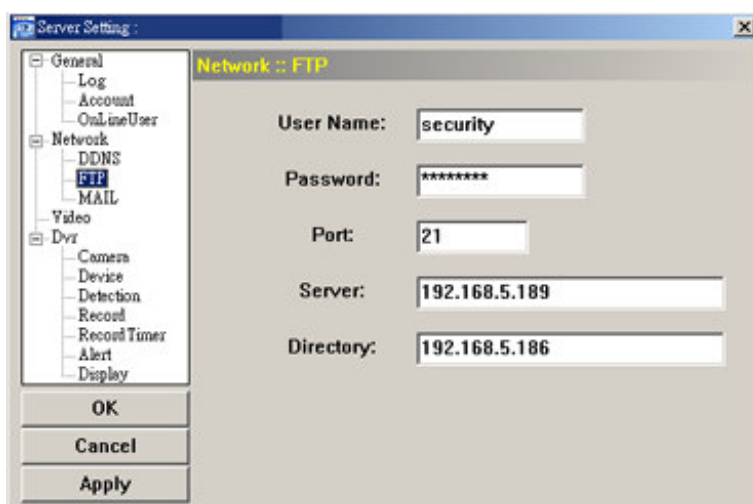 Server Setting :
General
Log
Account
OnLineUser
Network
DDNS
FTP
MAIL
Video
Dvr
Camera
Device
Detection
Record
Record Timer
Alert
Display
OK
Cancel
Apply
Network :: FTP
User Name: security
Password: ********
Port: 21
Server: 192.168.5.189
Directory: 192.168.5.186